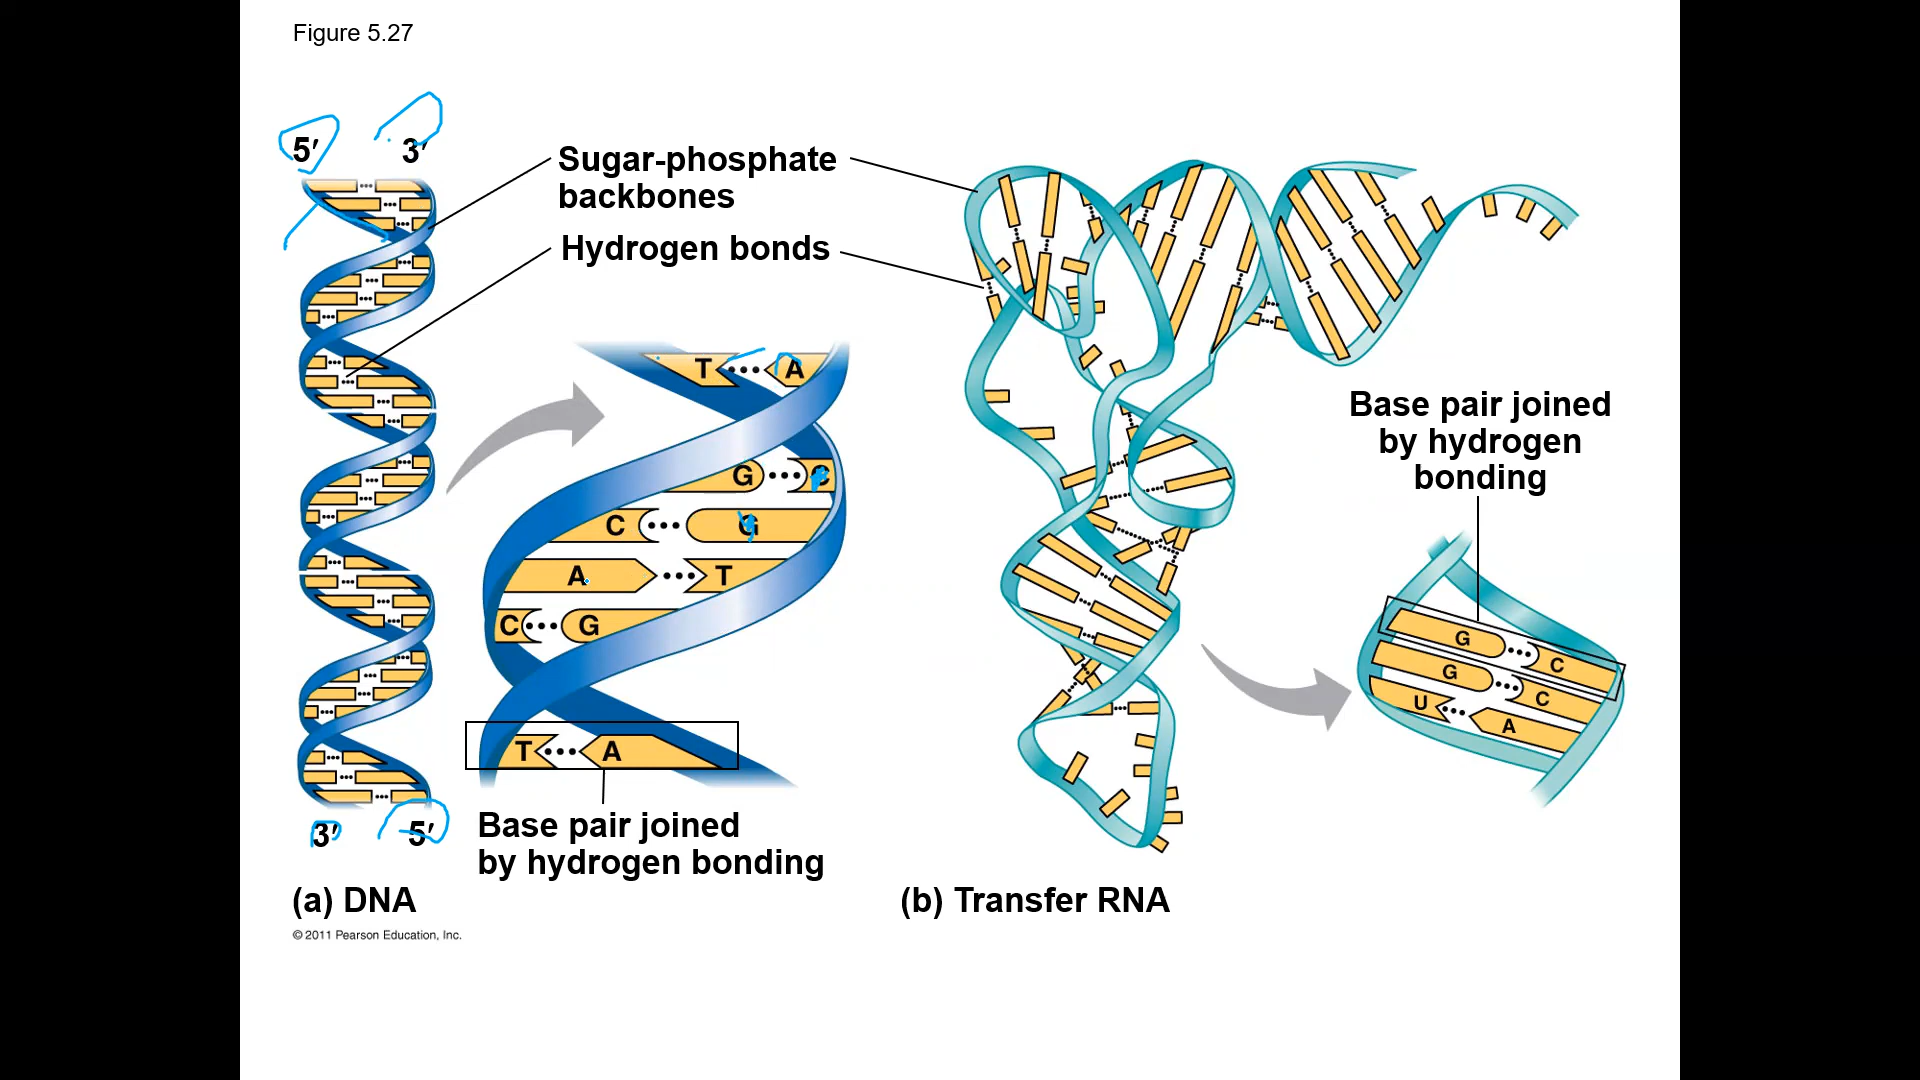 Figure 5.27
5′ 3′
Sugar-phosphate
backbones
Hydrogen bonds
T A
G C
C G
A T
C G
T A
Base pair joined
by hydrogen bonding
3′ 5′
(a) DNA
Base pair joined
by hydrogen
bonding
G C
G C
U A
(b) Transfer RNA
© 2011 Pearson Education, Inc.